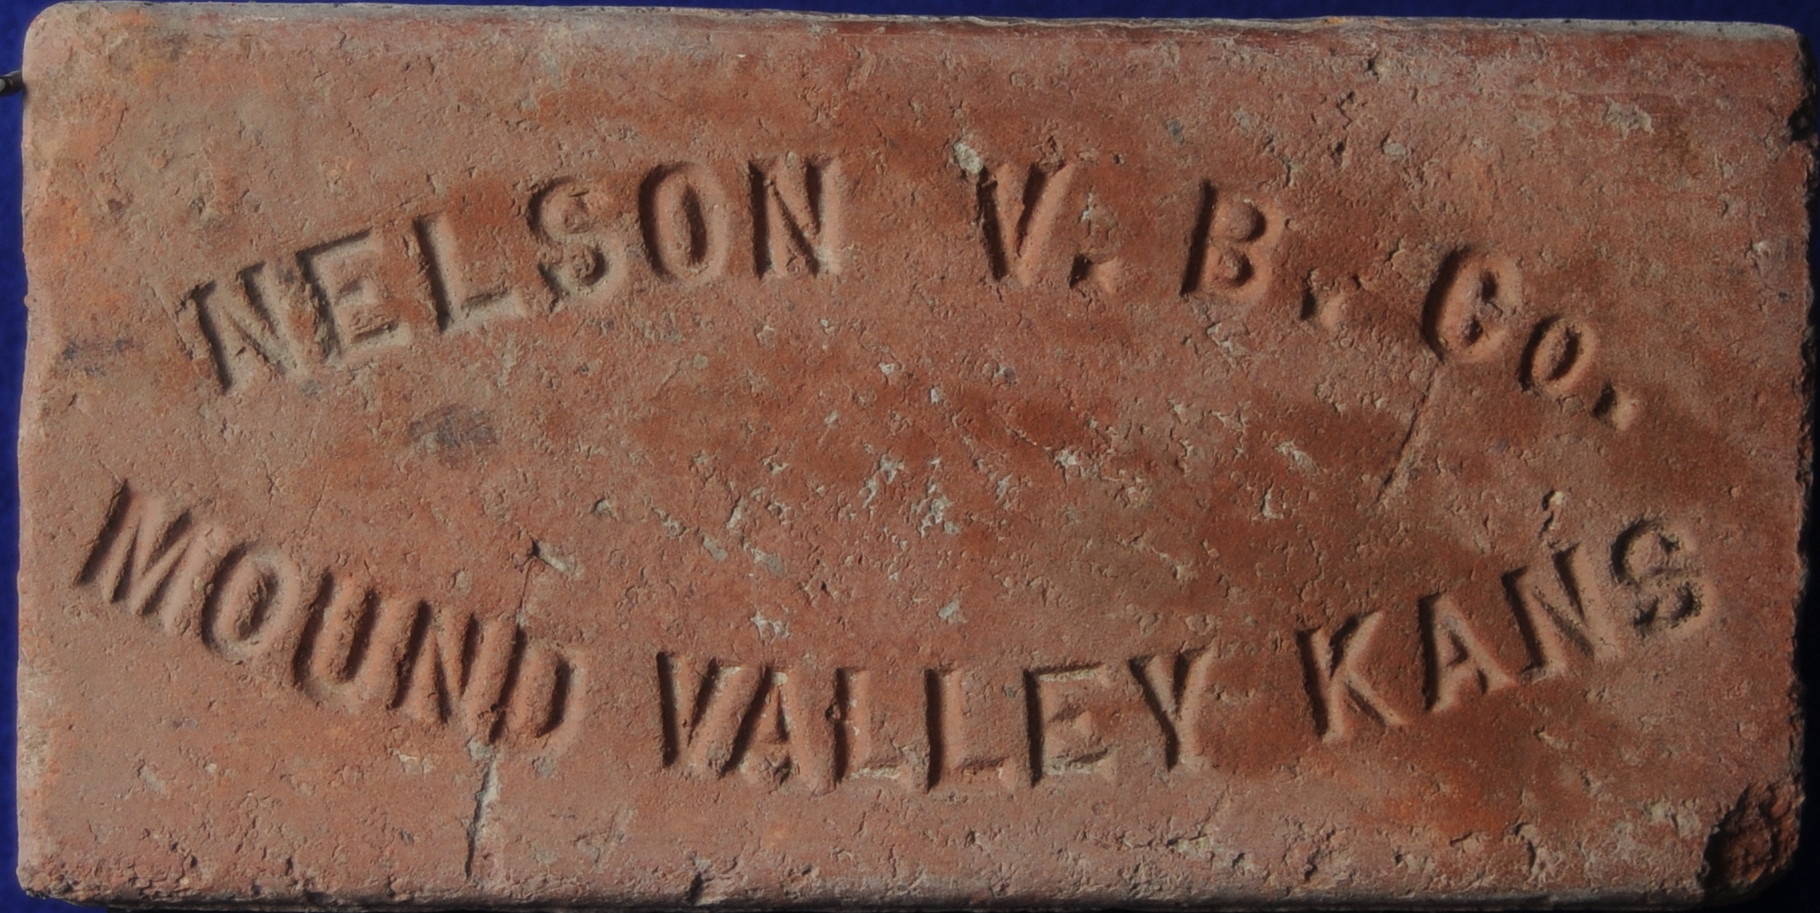 NELSON V. B. Co.
MOUND VALLEY KANS